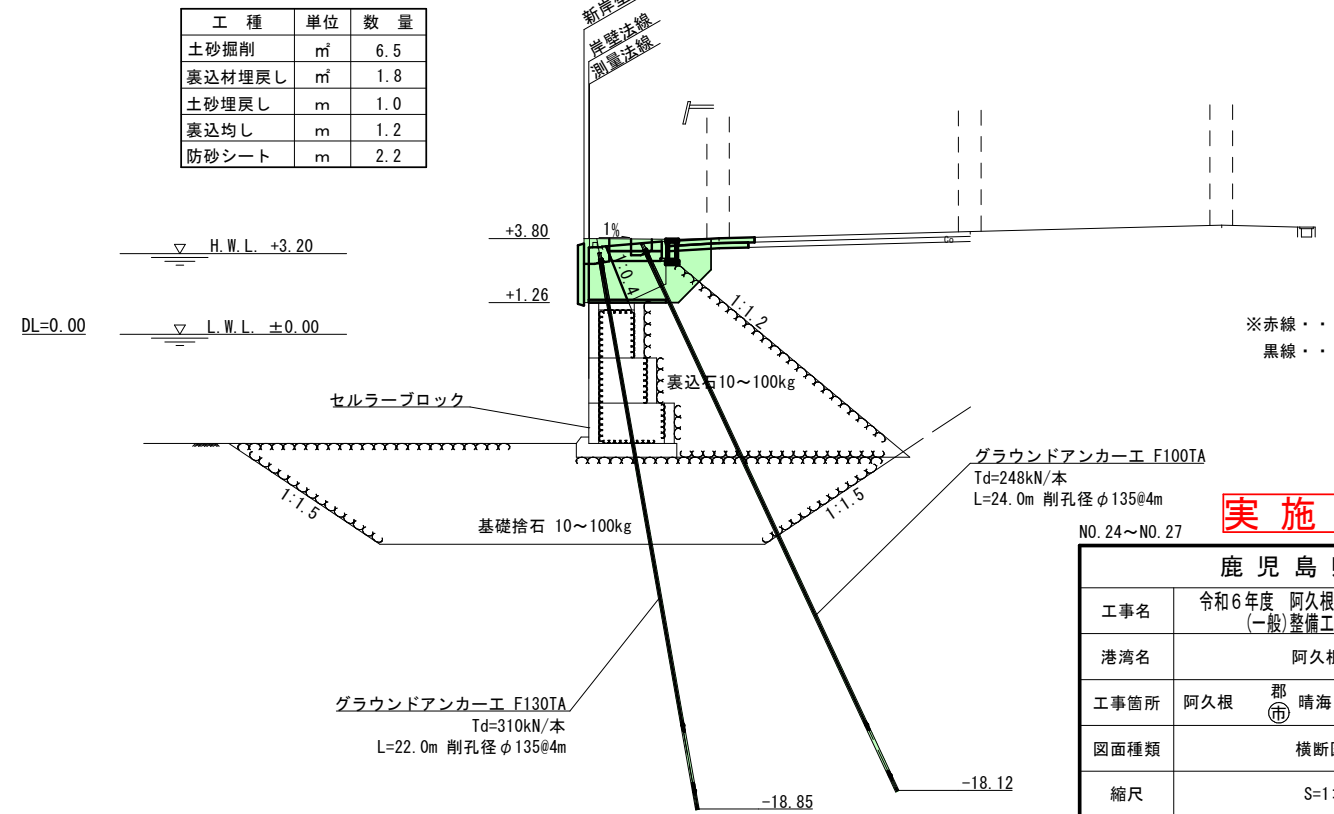 工 種 単位 数 量
土砂掘削 ㎡ 6.5
裏込材埋戻し ㎡ 1.8
土砂埋戻し m 1.0
裏込均し m 1.2
防砂シート m 2.2
新岸壁
岸壁法線
測量法線
+3.80
1%
H.W.L. +3.20
1:0.4
Co
+1.26
DL=0.00
L.W.L. ±0.00
1:1.2
※赤線・・
黒線・・
裏込石10～100kg
セルラーブロック
グラウンドアンカー工 F100TA
Td=248kN/本
L=24.0m 削孔径φ135@4m
1:1.5
1:1.5
基礎捨石 10～100kg
実 施
NO.24～NO.27
鹿 児 島
工事名 令和6年度 阿久根
(一般)整備工
港湾名 阿久根
工事箇所 阿久根 郡 市 晴海
図面種類 横断
縮尺 S=1:
グラウンドアンカー工 F130TA
Td=310kN/本
L=22.0m 削孔径φ135@4m
-18.12
-18.85